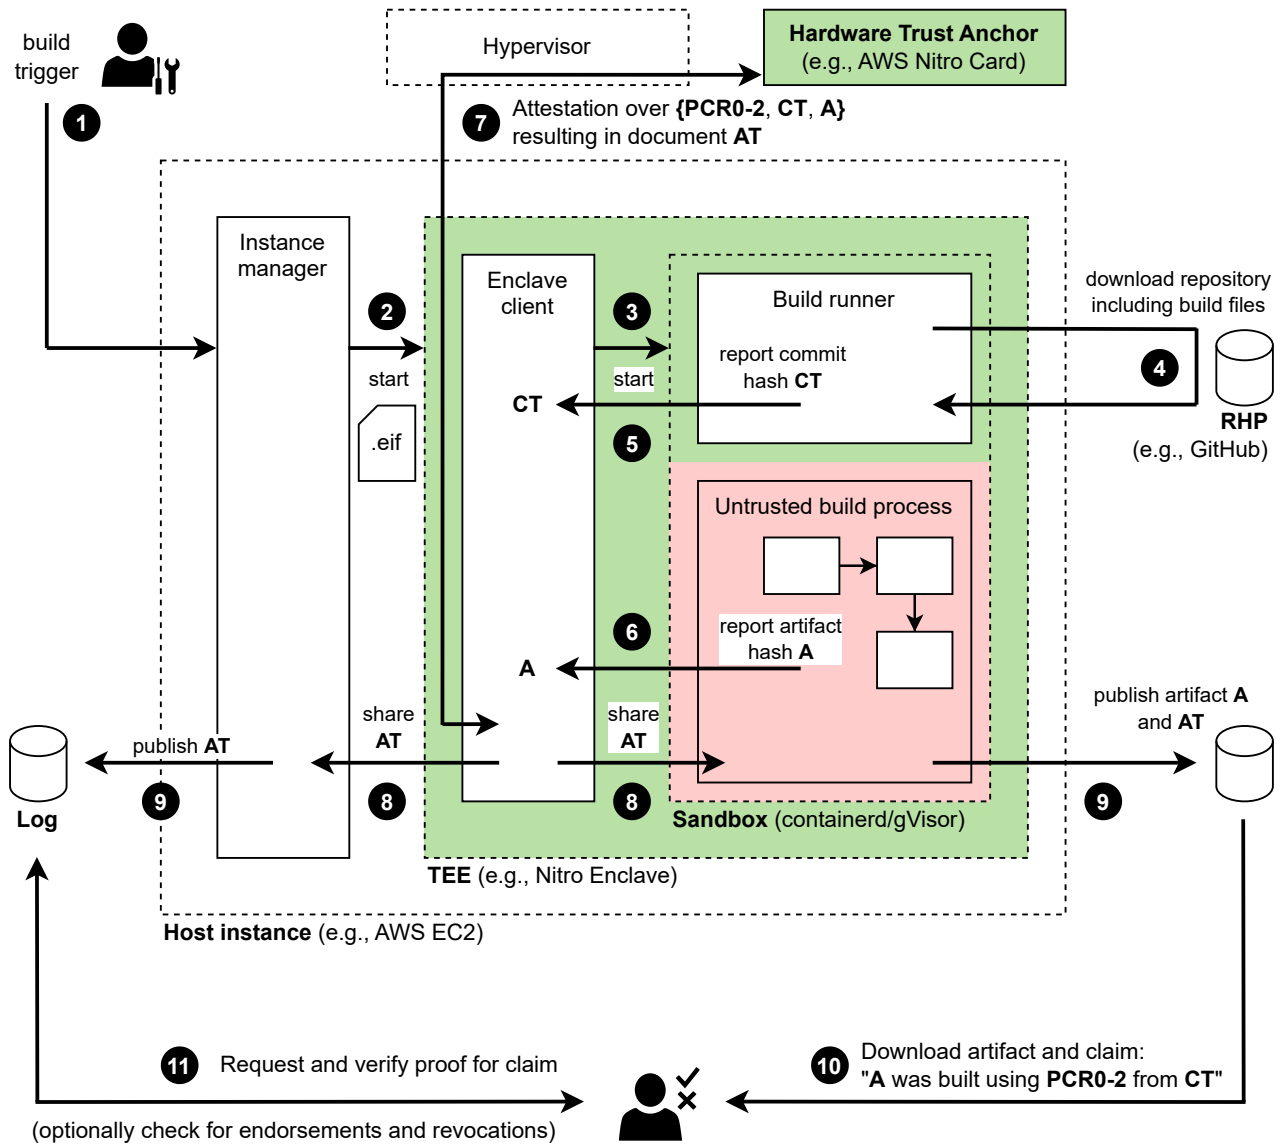 build
trigger
1
Hypervisor
Hardware Trust Anchor
(e.g., AWS Nitro Card)
7
Attestation over {PCR0-2, CT, A}
resulting in document AT
Instance
manager
2
start
.eif
Enclave
client
3
start
Build runner
report commit
hash CT
CT
5
download repository
including build files
4
RHP
(e.g., GitHub)
Untrusted build process
6
report artifact
hash A
A
share
AT
8
share
AT
8
publish AT
9
Log
publish artifact A
and AT
9
Sandbox (containerd/gVisor)
TEE (e.g., Nitro Enclave)
Host instance (e.g., AWS EC2)
11
Request and verify proof for claim
(optionally check for endorsements and revocations)
10
Download artifact and claim:
"A was built using PCR0-2 from CT"